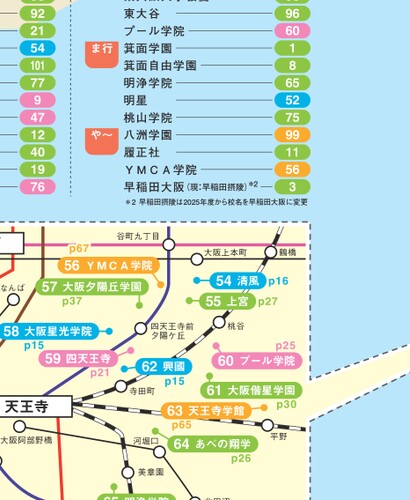 92
21
54
101
77
9
47
12
40
19
76
東大谷 96
プール学院 60
ま行
箕面学園 1
箕面自由学園 8
明浄学院 65
明星 52
桃山学院 75
や〜
八洲学園 99
履正社 11
YMCA学院 56
早稲田大阪(現:早稲田摂陵)※2 3
※2 早稲田摂陵は2025年度から校名を早稲田大阪に変更
谷町九丁目
p67
56 YMCA学院
大阪上本町
鶴橋
57 大阪夕陽丘学園
p37
54 清風 p16
なんば
55 上宮 p27
58 大阪星光学院
p15
四天王寺前
夕陽ケ丘
桃谷
59 四天王寺
p21
p25
60 プール学院
62 興國
p15
寺田町
61 大阪偕星学園
p30
天王寺
63 天王寺学館
p65
大阪阿部野橋
河堀口
平野
64 あべの翔学
p26
美章園
65 明浄学院